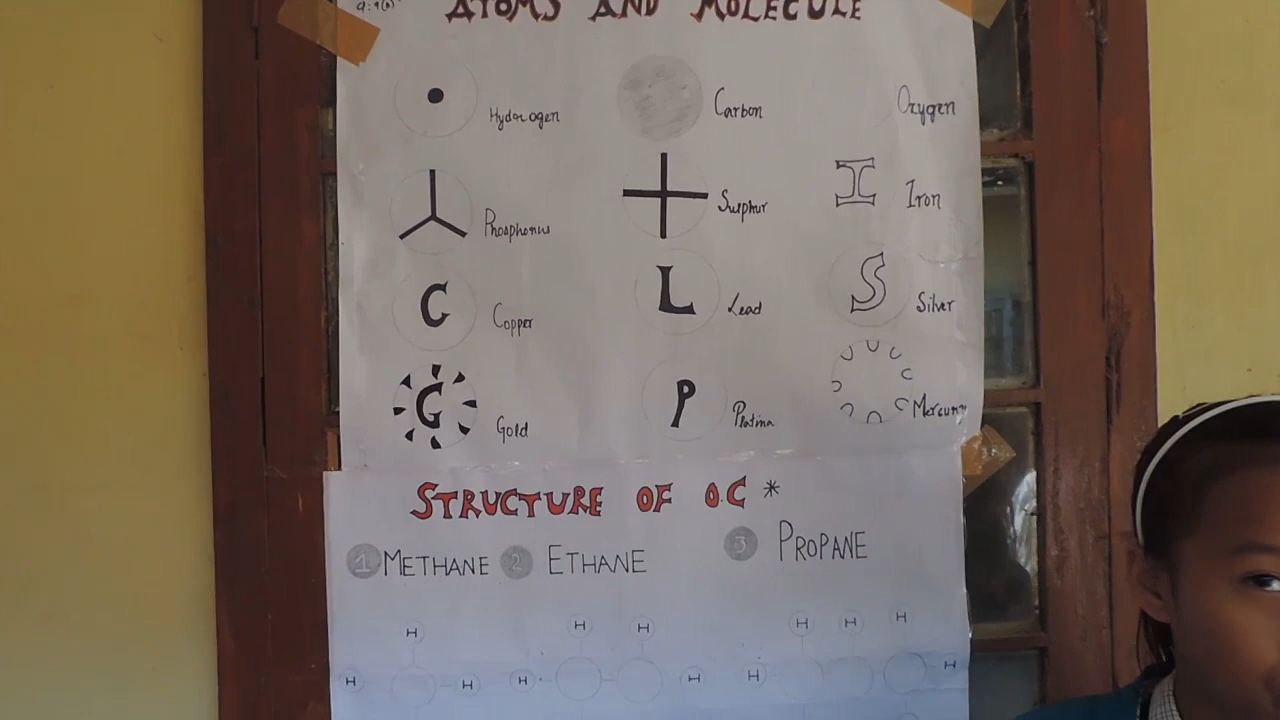 ATOMS AND MOLECULE
Hydrogen Carbon Oxygen
Phosphorus Sulphur I Iron
C Copper L Lead S Silver
G Gold P Platina Mercury
STRUCTURE OF O.C *
1 METHANE 2 ETHANE 3 PROPANE
H H H H H H
H H H H H H